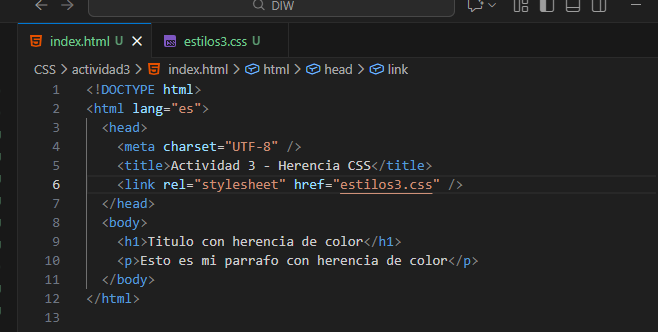 DIW
index.html U
estilos3.css U
CSS > actividad3 > index.html > html > head > link
1 <!DOCTYPE html>
2 <html lang="es">
3 <head>
4 <meta charset="UTF-8" />
5 <title>Actividad 3 - Herencia CSS</title>
6 <link rel="stylesheet" href="estilos3.css" />
7 </head>
8 <body>
9 <h1>Titulo con herencia de color</h1>
10 <p>Esto es mi parrafo con herencia de color</p>
11 </body>
12 </html>
13